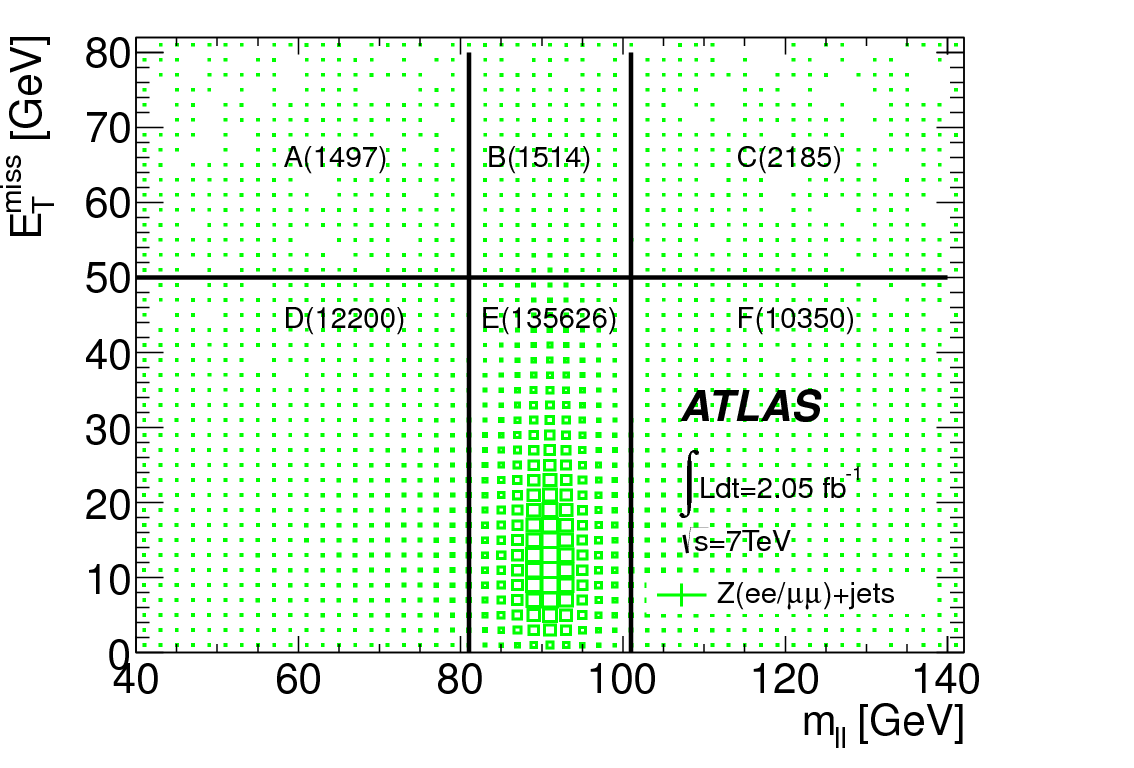 E_T^miss [GeV]
80
70
60
50
40
30
20
10
0
A(1497) B(1514) C(2185)
D(12200) E(135626) F(10350)
ATLAS
∫Ldt=2.05 fb⁻¹
√s=7TeV
Z(ee/μμ)+jets
40 60 80 100 120 140
m_ll [GeV]